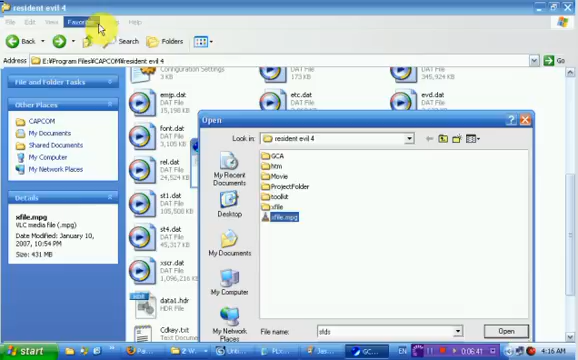 resident evil 4
File Edit View Favorites Help
Back Search Folders
Address E:¥Program Files¥CAPCOM¥resident evil 4 Go
File and Folder Tasks
Other Places
CAPCOM
My Documents
Shared Documents
My Computer
My Network Places
Details
xfile.mpg
VLC media file (.mpg)
Date Modified: January 10,
2007, 10:54 PM
Size: 431 MB
Configuration Settings
3 KB
DAT File
DAT File
345,924 KB
emjp.dat
DAT File
15,198 KB
etc.dat
DAT File
evd.dat
DAT File
font.dat
DAT File
3,105 KB
rel.dat
DAT File
24,524 KB
st1.dat
DAT File
105,508 KB
st4.dat
DAT File
45,317 KB
xscr.dat
DAT File
1,096,216 KB
data1.hdr
HDR File
Cdkey.txt
Text Document
Open
Look in: resident evil 4
My Recent
Documents
Desktop
My Documents
My Computer
My Network
Places
GCA
htm
Movie
ProjectFolder
toolkit
xfile
xfile.mpg
File name: xfds
Open
start
EN
0:06:41
4:16 AM